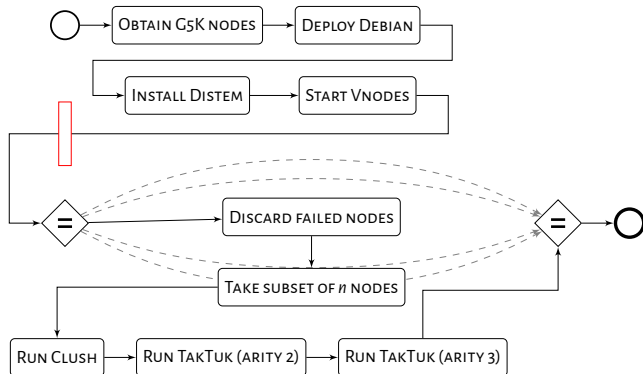 Obtain G5K nodes
Deploy Debian
Install Distem
Start Vnodes
=
=
Discard failed nodes
Take subset of n nodes
Run Clush
Run TakTuk (arity 2)
Run TakTuk (arity 3)